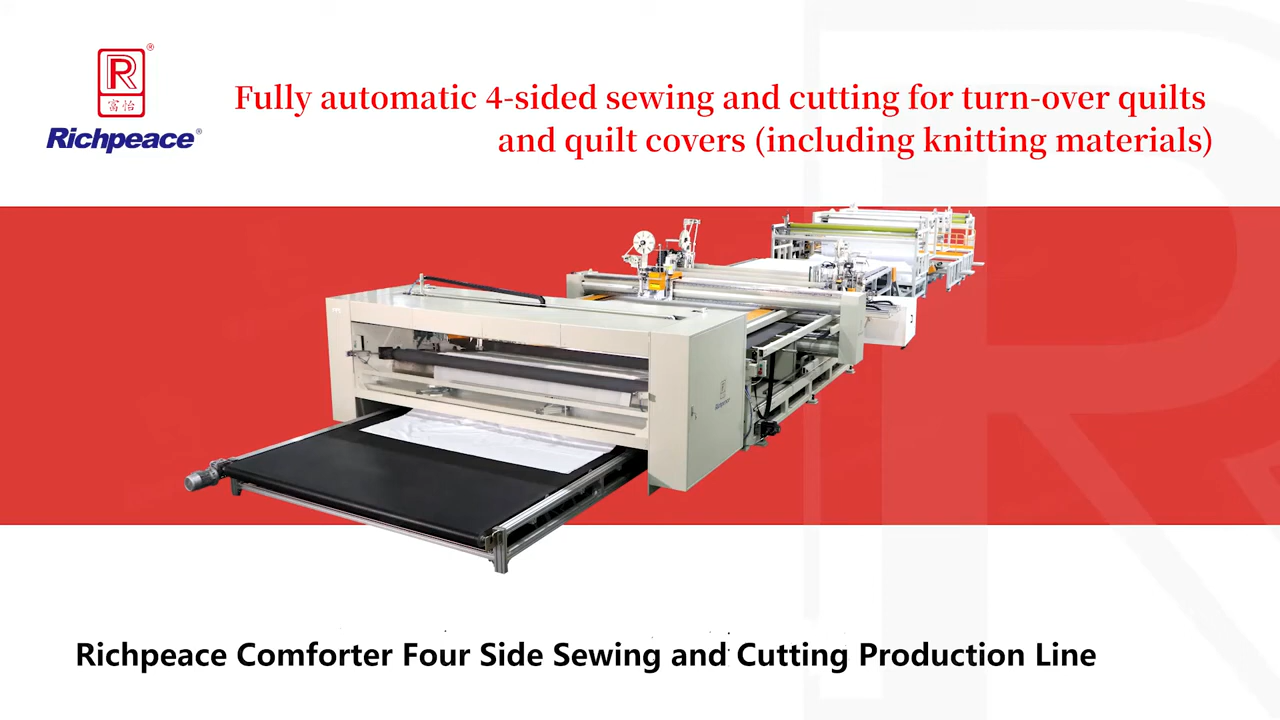 R
®
富怡
Richpeace®
Fully automatic 4-sided sewing and cutting for turn-over quilts
and quilt covers (including knitting materials)
R
Richpeace
Richpeace Comforter Four Side Sewing and Cutting Production Line